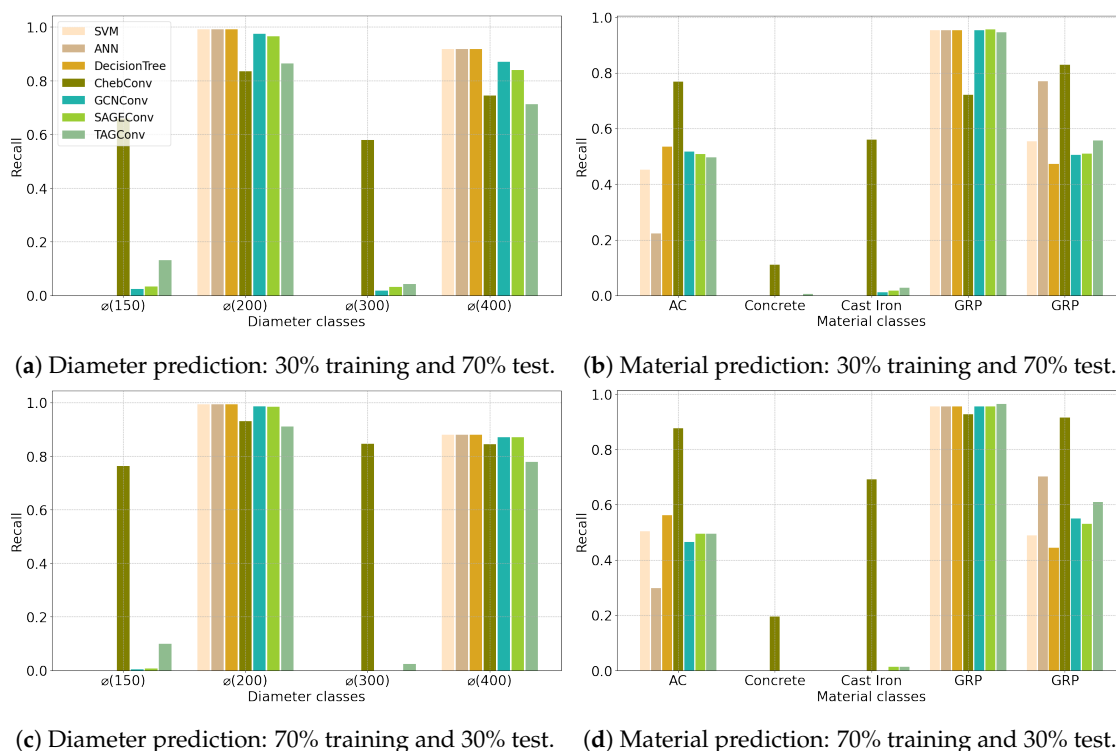 1.0
0.8
0.6
0.4
0.2
0.0
Recall
SVM
ANN
DecisionTree
ChebConv
GCNConv
SAGEConv
TAGConv
⌀(150) ⌀(200) ⌀(300) ⌀(400)
Diameter classes
(a) Diameter prediction: 30% training and 70% test.
1.0
0.8
0.6
0.4
0.2
0.0
Recall
AC Concrete Cast Iron GRP GRP
Material classes
(b) Material prediction: 30% training and 70% test.
1.0
0.8
0.6
0.4
0.2
0.0
Recall
⌀(150) ⌀(200) ⌀(300) ⌀(400)
Diameter classes
(c) Diameter prediction: 70% training and 30% test.
1.0
0.8
0.6
0.4
0.2
0.0
Recall
AC Concrete Cast Iron GRP GRP
Material classes
(d) Material prediction: 70% training and 30% test.